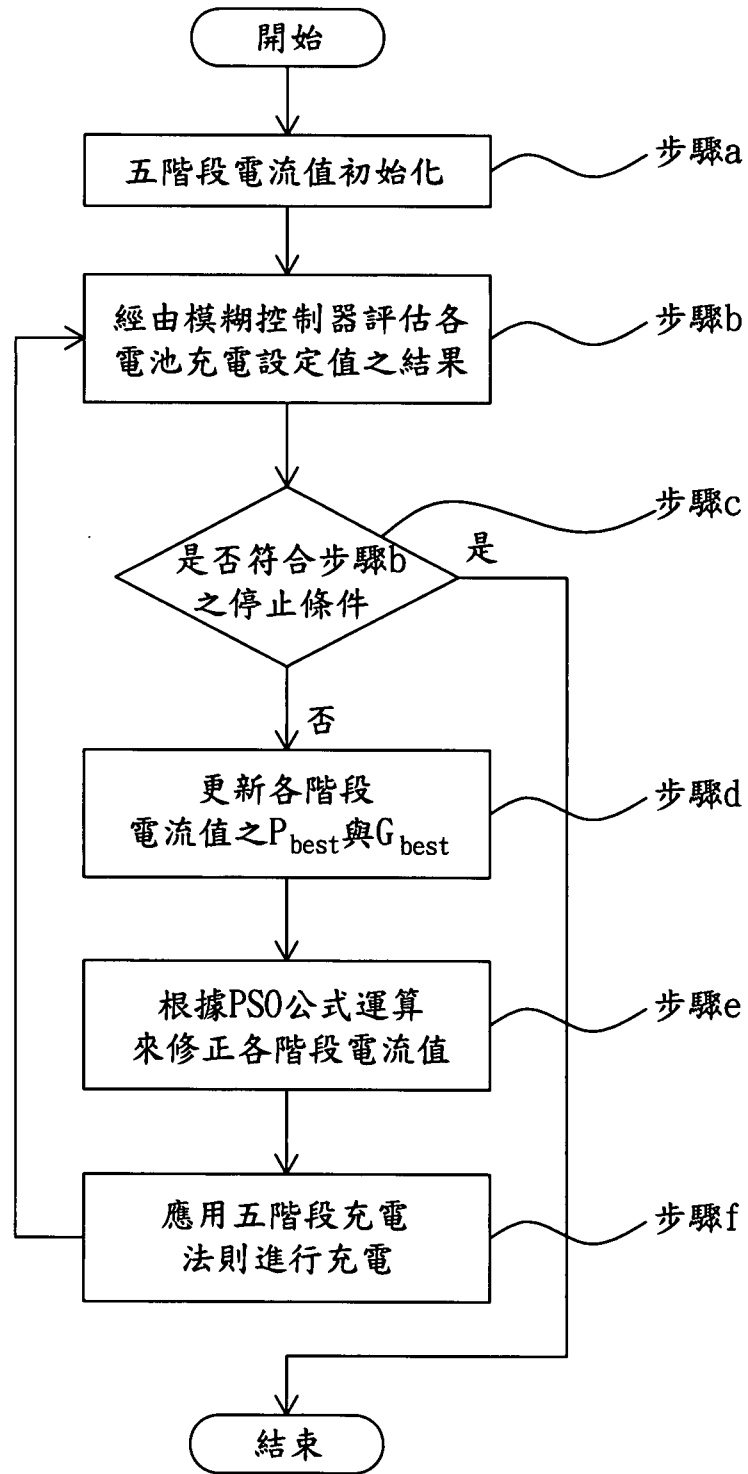 開始
五階段電流值初始化
步驟a
經由模糊控制器評估各
電池充電設定值之結果
步驟b
是否符合步驟b
之停止條件
步驟c
是
否
更新各階段
電流值之Pbest與Gbest
步驟d
根據PSO公式運算
來修正各階段電流值
步驟e
應用五階段充電
法則進行充電
步驟f
結束